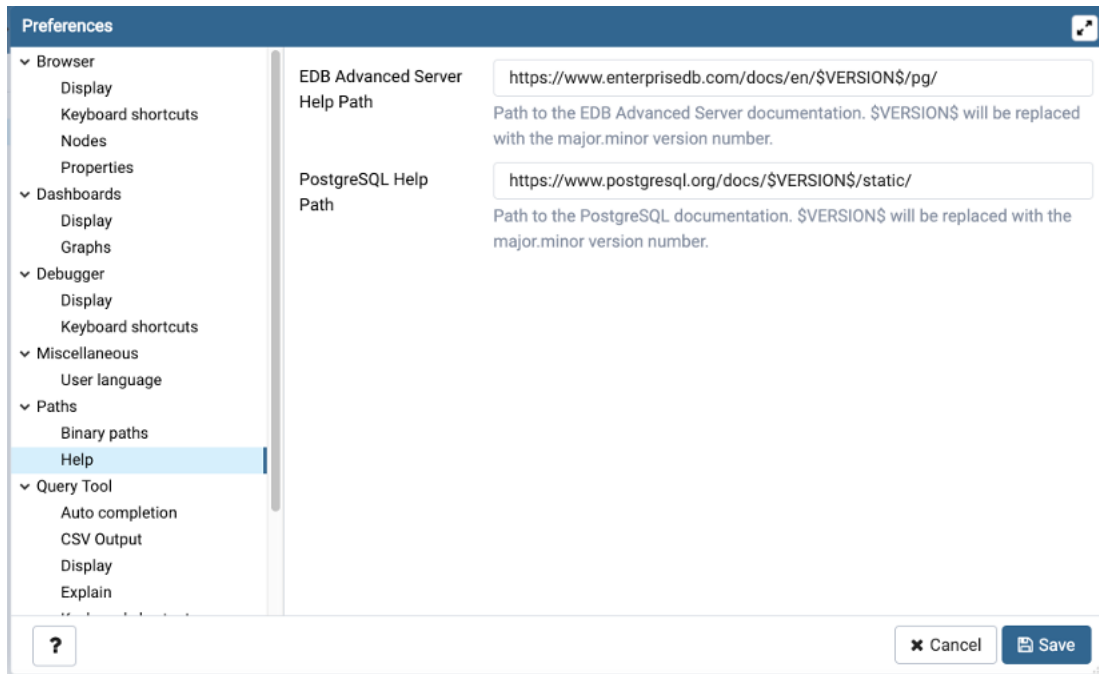 Preferences
Browser
Display
Keyboard shortcuts
Nodes
Properties
Dashboards
Display
Graphs
Debugger
Display
Keyboard shortcuts
Miscellaneous
User language
Paths
Binary paths
Help
Query Tool
Auto completion
CSV Output
Display
Explain
EDB Advanced Server
Help Path
https://www.enterprisedb.com/docs/en/$VERSION$/pg/
Path to the EDB Advanced Server documentation. $VERSION$ will be replaced
with the major.minor version number.
PostgreSQL Help
Path
https://www.postgresql.org/docs/$VERSION$/static/
Path to the PostgreSQL documentation. $VERSION$ will be replaced with the
major.minor version number.
?
Cancel
Save